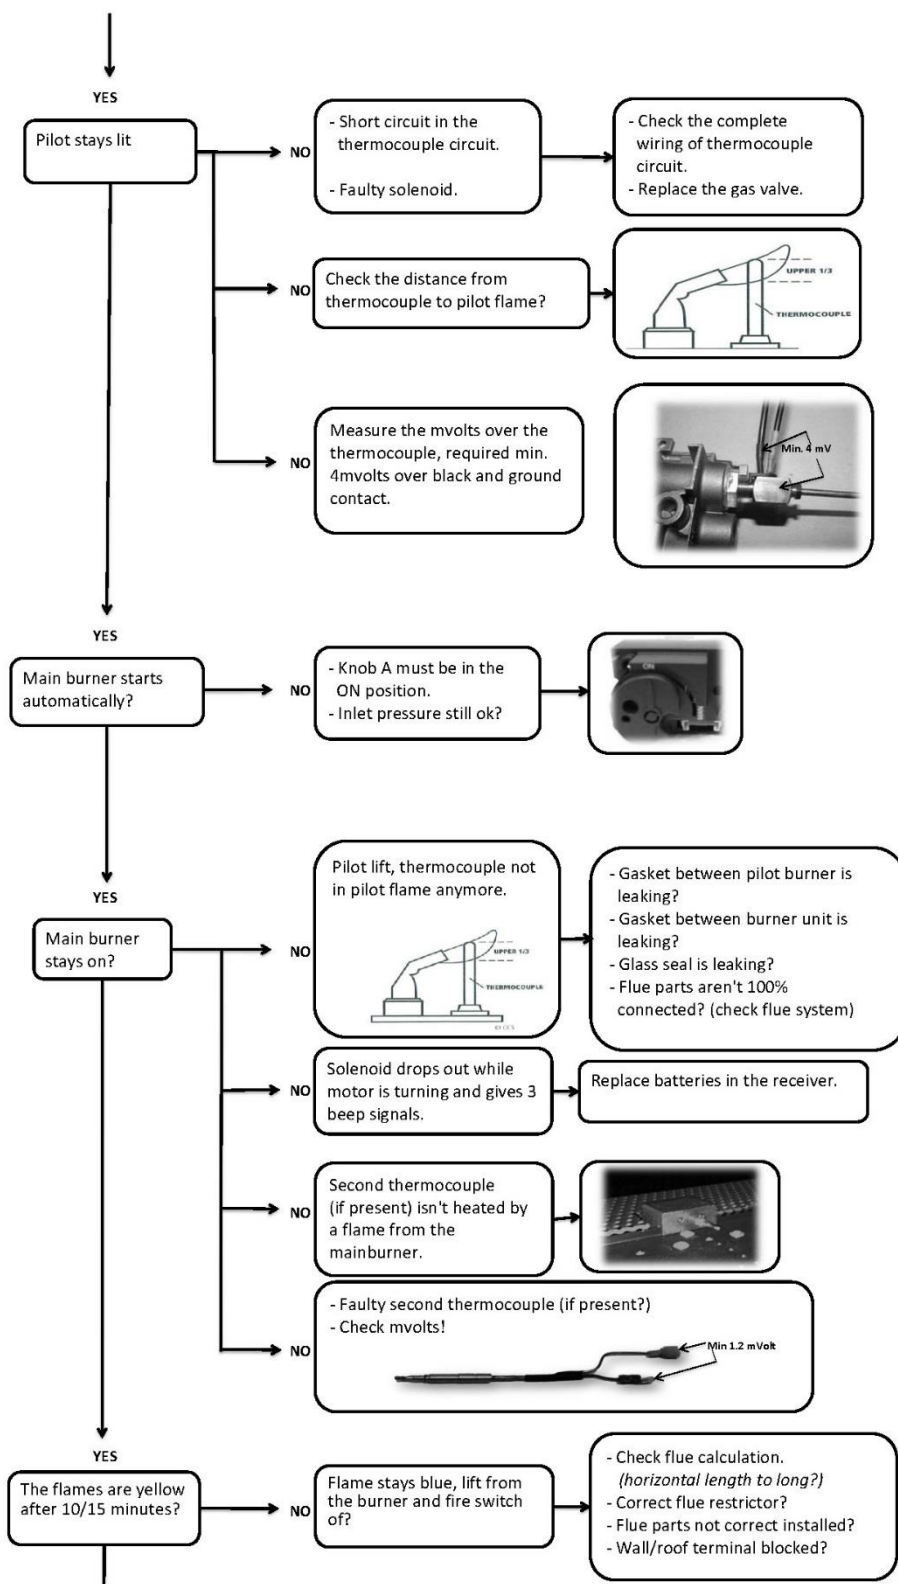 YES
Pilot stays lit
NO
- Short circuit in the
thermocouple circuit.
- Faulty solenoid.
- Check the complete
wiring of thermocouple
circuit.
- Replace the gas valve.
NO
Check the distance from
thermocouple to pilot flame?
UPPER 1/3
THERMOCOUPLE
NO
Measure the mvolts over the
thermocouple, required min.
4mvolts over black and ground
contact.
Min. 4 mV
YES
Main burner starts
automatically?
NO
- Knob A must be in the
ON position.
- Inlet pressure still ok?
ON
YES
Main burner
stays on?
NO
Pilot lift, thermocouple not
in pilot flame anymore.
UPPER 1/3
THERMOCOUPLE
- Gasket between pilot burner is
leaking?
- Gasket between burner unit is
leaking?
- Glass seal is leaking?
- Flue parts aren't 100%
connected? (check flue system)
NO
Solenoid drops out while
motor is turning and gives 3
beep signals.
Replace batteries in the receiver.
NO
Second thermocouple
(if present) isn't heated by
a flame from the
mainburner.
NO
- Faulty second thermocouple (if present?)
- Check mvolts!
Min 1.2 mVolt
YES
The flames are yellow
after 10/15 minutes?
NO
Flame stays blue, lift from
the burner and fire switch
of?
- Check flue calculation.
(horizontal length to long?)
- Correct flue restrictor?
- Flue parts not correct installed?
- Wall/roof terminal blocked?